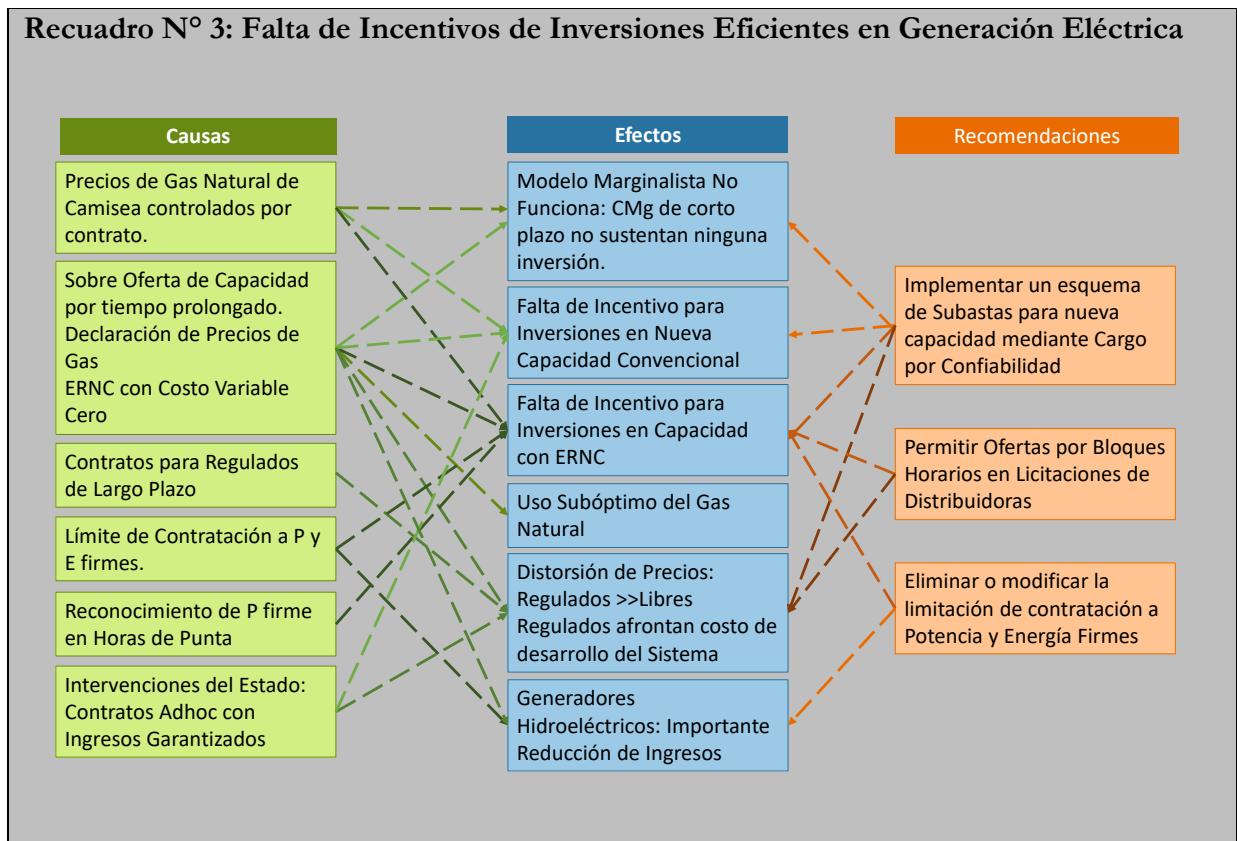 Recuadro N° 3: Falta de Incentivos de Inversiones Eficientes en Generación Eléctrica
Causas
Precios de Gas Natural de
Camisea controlados por
contrato.
Sobre Oferta de Capacidad
por tiempo prolongado.
Declaración de Precios de
Gas
ERNC con Costo Variable
Cero
Contratos para Regulados
de Largo Plazo
Límite de Contratación a P y
E firmes.
Reconocimiento de P firme
en Horas de Punta
Intervenciones del Estado:
Contratos Adhoc con
Ingresos Garantizados
Efectos
Modelo Marginalista No
Funciona: CMg de corto
plazo no sustentan ninguna
inversión.
Falta de Incentivo para
Inversiones en Nueva
Capacidad Convencional
Falta de Incentivo para
Inversiones en Capacidad
con ERNC
Uso Subóptimo del Gas
Natural
Distorsión de Precios:
Regulados >>Libres
Regulados afrontan costo de
desarrollo del Sistema
Generadores
Hidroeléctricos: Importante
Reducción de Ingresos
Recomendaciones
Implementar un esquema
de Subastas para nueva
capacidad mediante Cargo
por Confiabilidad
Permitir Ofertas por Bloques
Horarios en Licitaciones de
Distribuidoras
Eliminar o modificar la
limitación de contratación a
Potencia y Energía Firmes